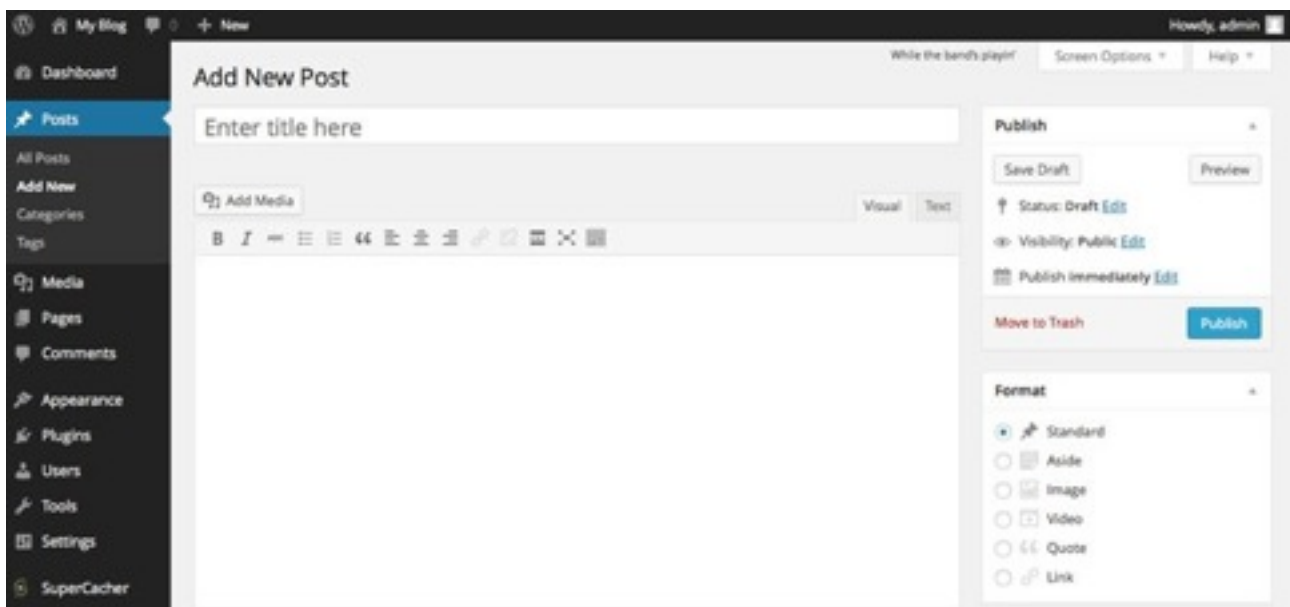 My Blog 0 + New Howdy, admin
While the band's playin' Screen Options Help
Dashboard
Posts
All Posts
Add New
Categories
Tags
Media
Pages
Comments
Appearance
Plugins
Users
Tools
Settings
SuperCacher
Add New Post
Enter title here
Add Media
Visual Text
B I
Publish
Save Draft Preview
Status: Draft Edit
Visibility: Public Edit
Publish immediately Edit
Move to Trash Publish
Format
Standard
Aside
Image
Video
Quote
Link